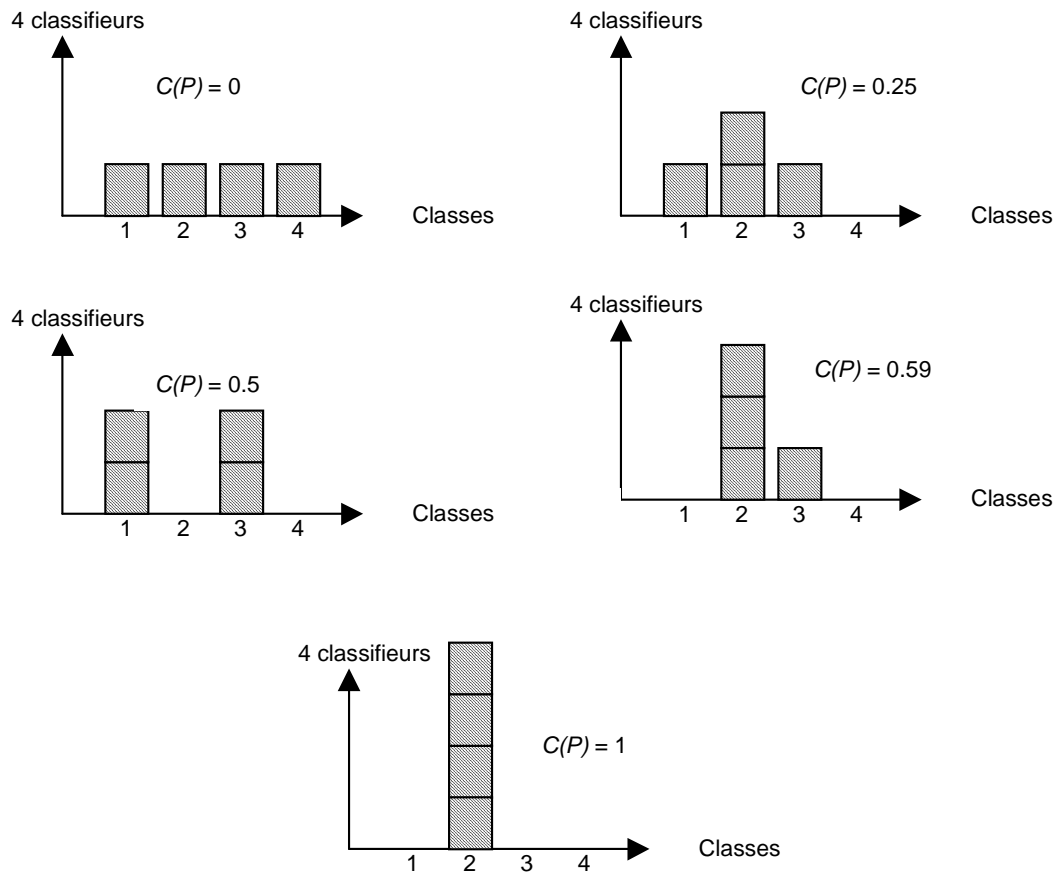 4 classifieurs
C(P) = 0
Classes
1 2 3 4
4 classifieurs
C(P) = 0.25
Classes
1 2 3 4
4 classifieurs
C(P) = 0.5
Classes
1 2 3 4
4 classifieurs
C(P) = 0.59
Classes
1 2 3 4
4 classifieurs
C(P) = 1
Classes
1 2 3 4